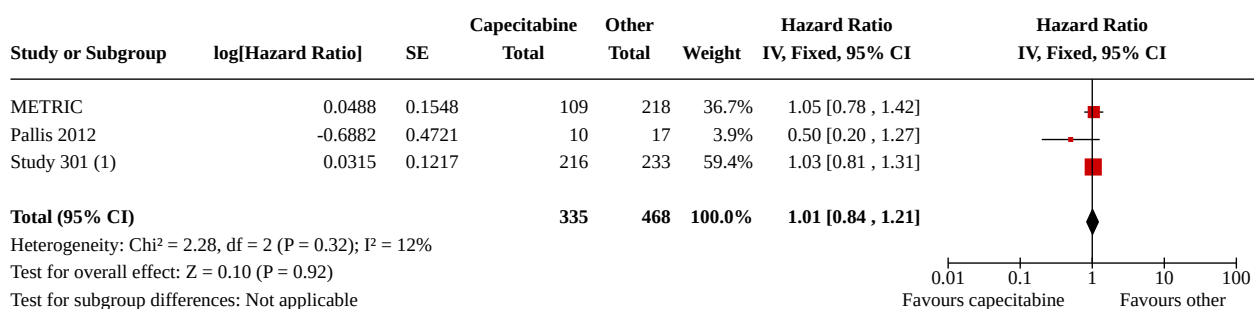 Capecitabine Other Hazard Ratio Hazard Ratio
Study or Subgroup log[Hazard Ratio] SE Total Total Weight IV, Fixed, 95% CI IV, Fixed, 95% CI
METRIC 0.0488 0.1548 109 218 36.7% 1.05 [0.78 , 1.42]
Pallis 2012 -0.6882 0.4721 10 17 3.9% 0.50 [0.20 , 1.27]
Study 301 (1) 0.0315 0.1217 216 233 59.4% 1.03 [0.81 , 1.31]
Total (95% CI) 335 468 100.0% 1.01 [0.84 , 1.21]
Heterogeneity: Chi² = 2.28, df = 2 (P = 0.32); I² = 12%
Test for overall effect: Z = 0.10 (P = 0.92)
0.01 0.1 1 10 100
Test for subgroup differences: Not applicable
Favours capecitabine Favours other